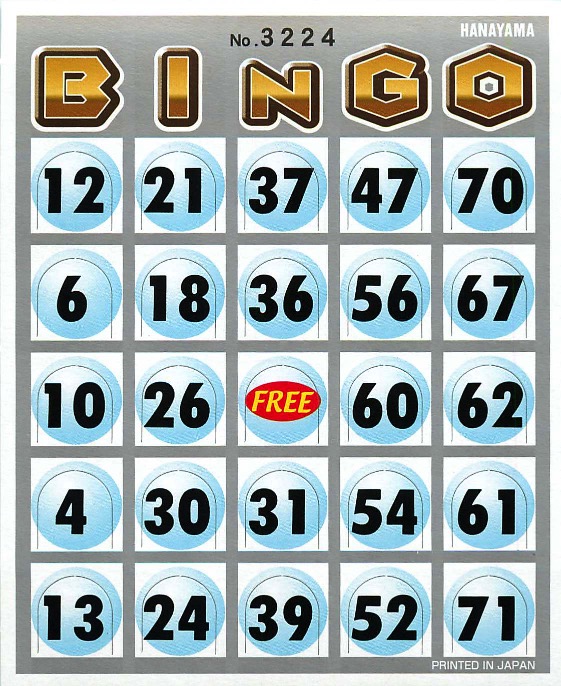 No.3224
HANAYAMA
BINGO
12 21 37 47 70
6 18 36 56 67
10 26 FREE 60 62
4 30 31 54 61
13 24 39 52 71
PRINTED IN JAPAN